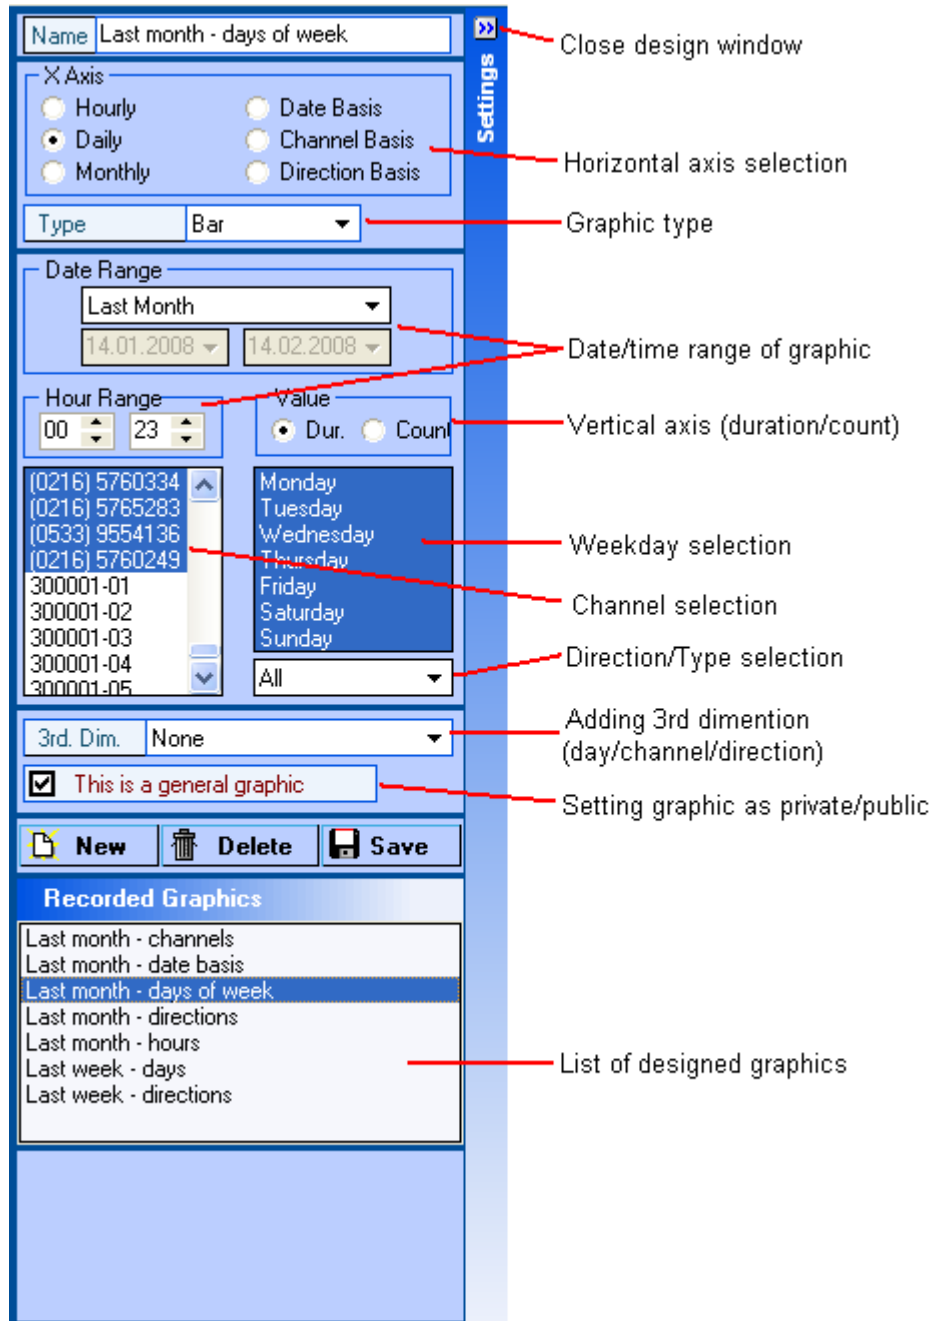 Name Last month - days of week
Close design window
Settings
X Axis
Hourly Date Basis
Daily Channel Basis
Monthly Direction Basis
Horizontal axis selection
Type Bar
Graphic type
Date Range
Last Month
14.01.2008 14.02.2008
Date/time range of graphic
Hour Range Value
00 23 Dur. Count
Vertical axis (duration/count)
(0216) 5760334
(0216) 5765283
(0533) 9554136
(0216) 5760249
300001-01
300001-02
300001-03
300001-04
300001-05
Monday
Tuesday
Wednesday
Thursday
Friday
Saturday
Sunday
All
Weekday selection
Channel selection
Direction/Type selection
3rd. Dim. None
Adding 3rd dimention
(day/channel/direction)
This is a general graphic
Setting graphic as private/public
New Delete Save
Recorded Graphics
Last month - channels
Last month - date basis
Last month - days of week
Last month - directions
Last month - hours
Last week - days
Last week - directions
List of designed graphics